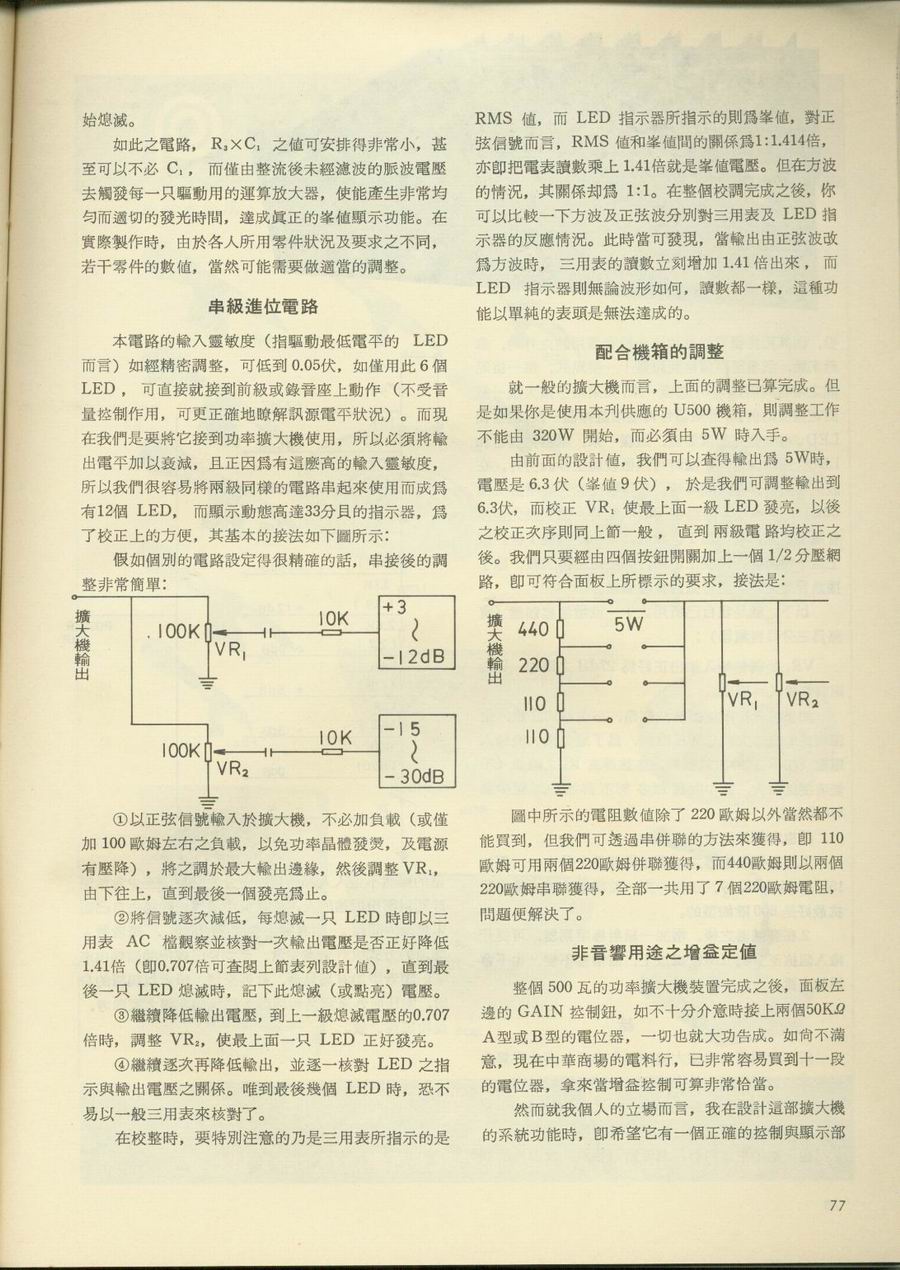 始熄滅。
如此之電路， R₃×C₁ 之値可安排得非常小，甚
至可以不必 C₁， 而僅由整流後未經濾波的脈波電壓
去觸發每一只驅動用的運算放大器，使能產生非常均
勻而適切的發光時間，達成眞正的峯値顯示功能。在
實際製作時，由於各人所用零件狀況及要求之不同，
若干零件的數値，當然可能需要做適當的調整。
串級進位電路
本電路的輸入靈敏度（指驅動最低電平的 LED
而言）如經精密調整，可低到 0.05伏，如僅用此 6 個
LED， 可直接就接到前級或錄音座上動作 （不受音
量控制作用，可更正確地瞭解訊源電平狀況）。而現
在我們是要將它接到功率擴大機使用，所以必須將輸
出電平加以衰減，且正因爲有這麽高的輸入靈敏度，
所以我們很容易將兩級同樣的電路串起來使用而成爲
有12個 LED， 而顯示動態高達33分貝的指示器，爲
了校正上的方便，其基本的接法如下圖所示：
假如個別的電路設定得很精確的話，串接後的調
整非常簡單：
擴大機輸出
100K
VR₁
10K
+3
〜
−12dB
100K
VR₂
10K
−15
〜
−30dB
①以正弦信號輸入於擴大機，不必加負載（或僅
加 100 歐姆左右之負載，以免功率晶體發燙，及電源
有壓降），將之調於最大輸出邊緣，然後調整 VR₁，
由下往上，直到最後一個發亮爲止。
②將信號逐次減低，每熄滅一只 LED 時卽以三
用表 AC 檔觀察並核對一次輸出電壓是否正好降低
1.41倍（卽0.707倍可查閱上節表列設計値），直到最
後一只 LED 熄滅時，記下此熄滅（或點亮）電壓。
③繼續降低輸出電壓，到上一級熄滅電壓的0.707
倍時，調整 VR₂，使最上面一只 LED 正好發亮。
④繼續逐次再降低輸出，並逐一核對 LED 之指
示與輸出電壓之關係。唯到最後幾個 LED 時，恐不
易以一般三用表來核對了。
在校整時，要特別注意的乃是三用表所指示的是
RMS 値，而 LED 指示器所指示的則爲峯値，對正
弦信號而言，RMS 値和峯値間的關係爲1:1.414倍，
亦卽把電表讀數乘上 1.41倍就是峯値電壓。但在方波
的情況，其關係却爲 1:1。在整個校調完成之後，你
可以比較一下方波及正弦波分別對三用表及 LED 指
示器的反應情況。此時當可發現，當輸出由正弦波改
爲方波時， 三用表的讀數立刻增加 1.41 倍出來， 而
LED 指示器則無論波形如何，讀數都一樣，這種功
能以單純的表頭是無法達成的。
配合機箱的調整
就一般的擴大機而言，上面的調整已算完成。但
是如果你是使用本刋供應的 U500 機箱，則調整工作
不能由 320W 開始，而必須由 5W 時入手。
由前面的設計値，我們可以查得輸出爲 5W時，
電壓是 6.3 伏（峯値 9 伏）， 於是我們可調整輸出到
6.3伏，而校正 VR₁ 使最上面一級 LED 發亮，以後
之校正次序則同上節一般， 直到 兩級電 路均校正之
後。我們只要經由四個按鈕開關加上一個 1/2 分壓網
路，卽可符合面板上所標示的要求，接法是：
擴大機輸出
440
220
110
110
5W
VR₁
VR₂
圖中所示的電阻數値除了 220 歐姆以外當然都不
能買到，但我們可透過串併聯的方法來獲得，卽 110
歐姆可用兩個220歐姆併聯獲得，而440歐姆則以兩個
220歐姆串聯獲得，全部一共用了 7 個220歐姆電阻，
問題便解決了。
非音響用途之增益定値
整個 500 瓦的功率擴大機裝置完成之後，面板左
邊的 GAIN 控制鈕，如不十分介意時接上兩個50KΩ
A型或B型的電位器，一切也就大功告成。如尙不滿
意，現在中華商場的電料行，已非常容易買到十一段
的電位器，拿來當增益控制可算非常恰當。
然而就我個人的立場而言，我在設計這部擴大機
的系統功能時，卽希望它有一個正確的控制與顯示部
77